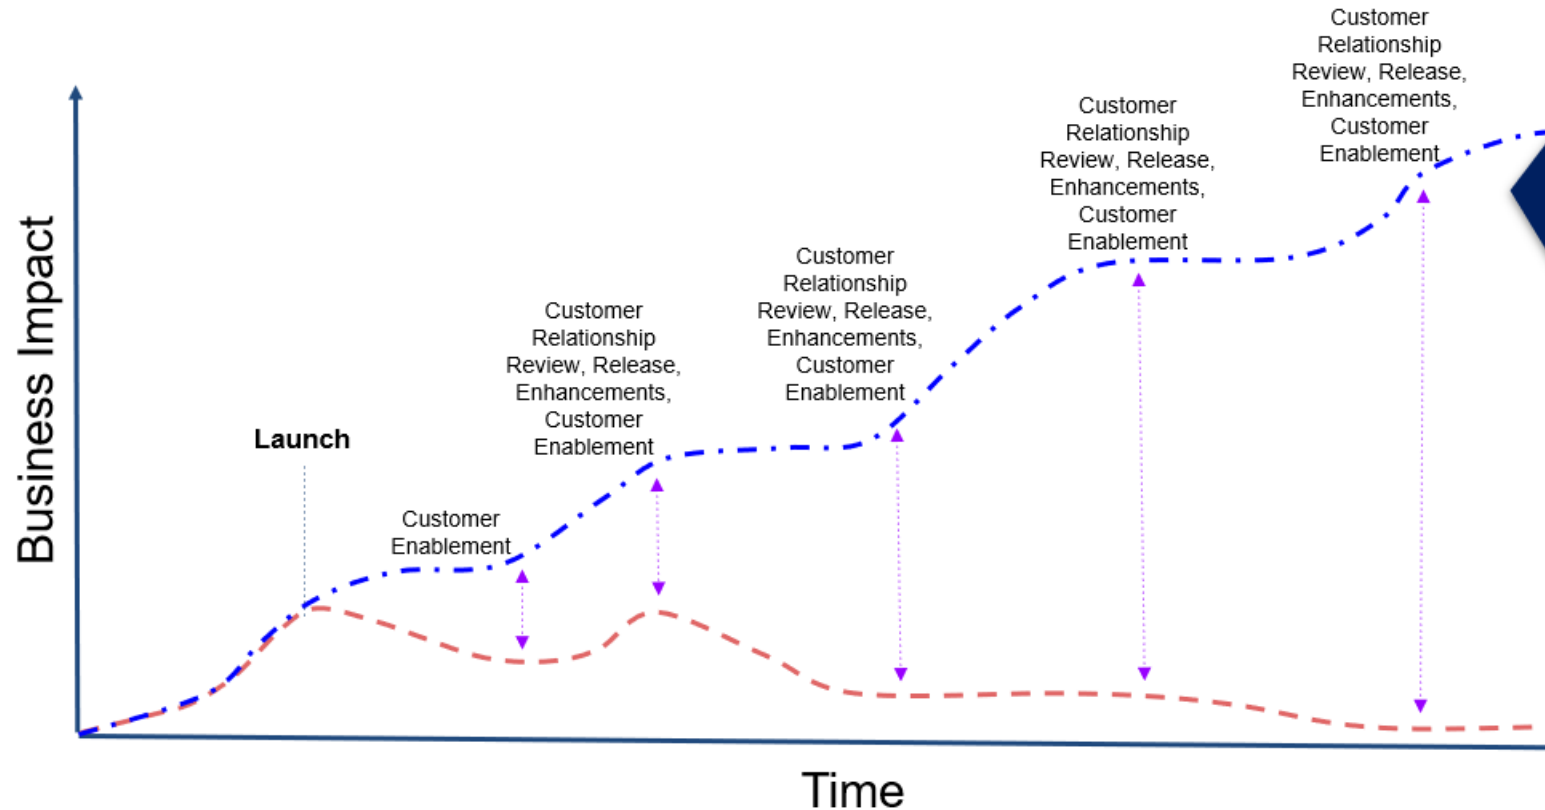 Customer
Relationship
Review, Release,
Enhancements,
Customer
Enablement
Customer
Relationship
Review, Release,
Enhancements,
Customer
Enablement
Customer
Relationship
Review, Release,
Enhancements,
Customer
Enablement
Customer
Relationship
Review, Release,
Enhancements,
Customer
Enablement
Launch
Customer
Enablement
Business Impact
Time